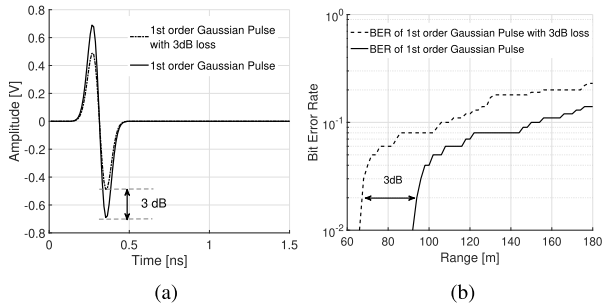 1st order Gaussian Pulse
with 3dB loss
1st order Gaussian Pulse
Amplitude [V]
0.8
0.6
0.4
0.2
0
-0.2
-0.4
-0.6
-0.8
3 dB
0
0.5
1
1.5
Time [ns]
(a)
BER of 1st order Gaussian Pulse with 3dB loss
BER of 1st order Gaussian Pulse
Bit Error Rate
10^0
10^-1
10^-2
3dB
60
80
100
120
140
160
180
Range [m]
(b)